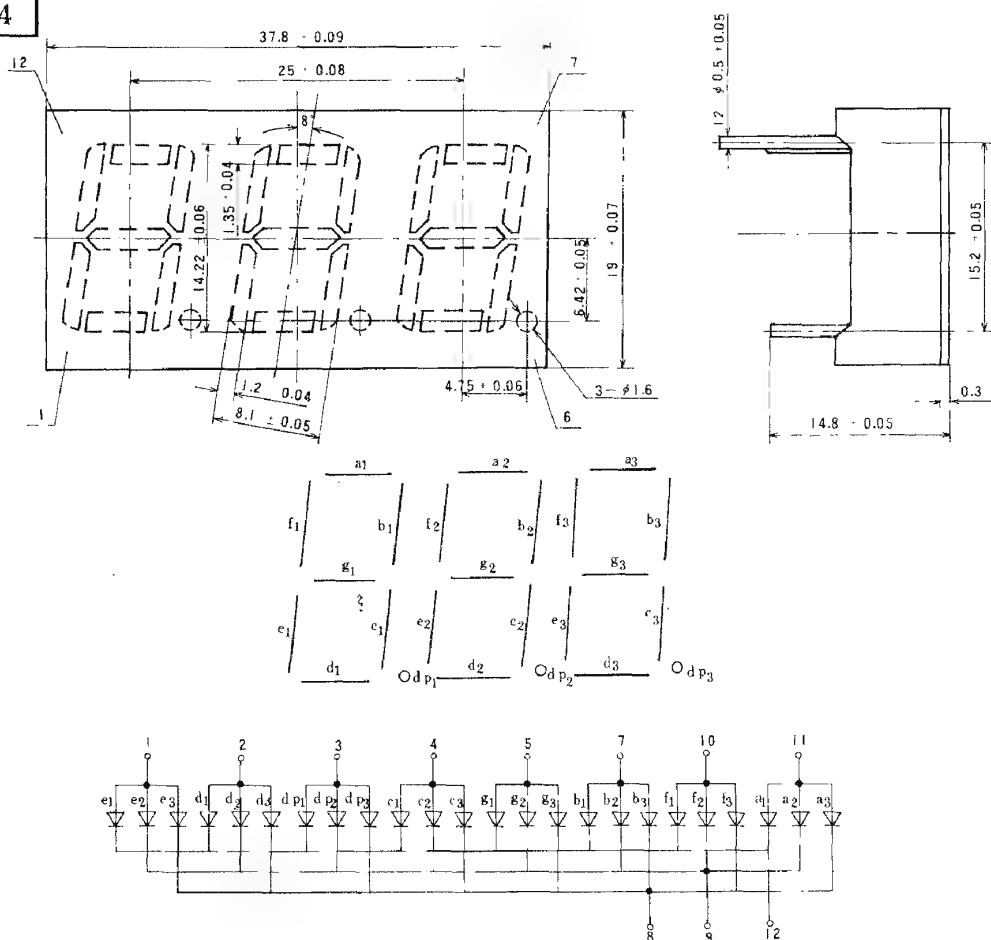 4
37.8 - 0.09
12
25 - 0.08
7
8°
1.35 - 0.04
14.22 - 0.06
6.42 - 0.05
19 - 0.07
12 ϕ0.5 +0.05
15.2 - 0.05
1
1.2 0.04
8.1 ± 0.05
4.75 + 0.06
3-ϕ1.6
6
0.3
14.8 - 0.05
a1 a2 a3
f1 b1 f2 b2 f3 b3
g1 g2 g3
e1 c1 e2 c2 e3 c3
d1 dp1 d2 dp2 d3 dp3
1 2 3 4 5 7 10 11
e1 e2 e3 d1 d2 d3 dp1 dp2 dp3 c1 c2 c3 g1 g2 g3 b1 b2 b3 f1 f2 f3 a1 a2 a3
8 9 12